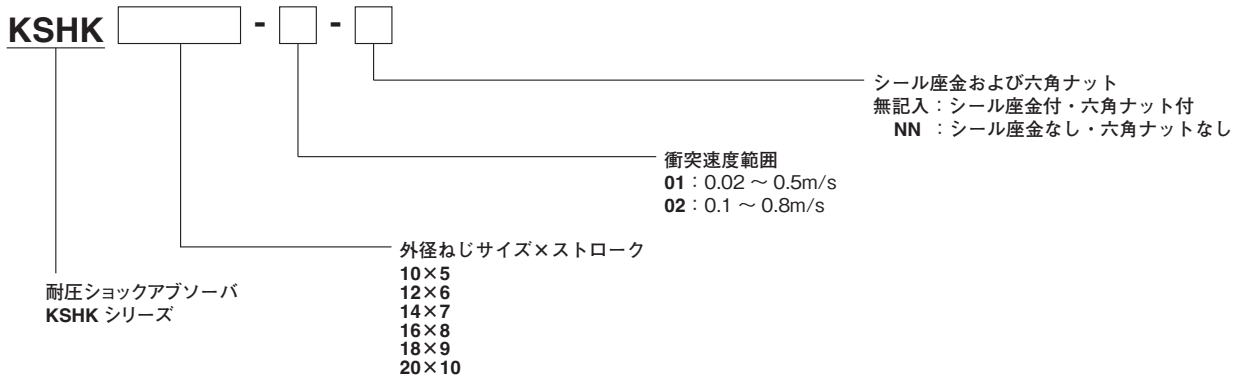 KSHK - -
シール座金および六角ナット
無記入：シール座金付・六角ナット付
NN ：シール座金なし・六角ナットなし
衝突速度範囲
01：0.02 ～ 0.5m/s
02：0.1 ～ 0.8m/s
外径ねじサイズ×ストローク
10×5
12×6
14×7
16×8
18×9
20×10
耐圧ショックアブソーバ
KSHK シリーズ